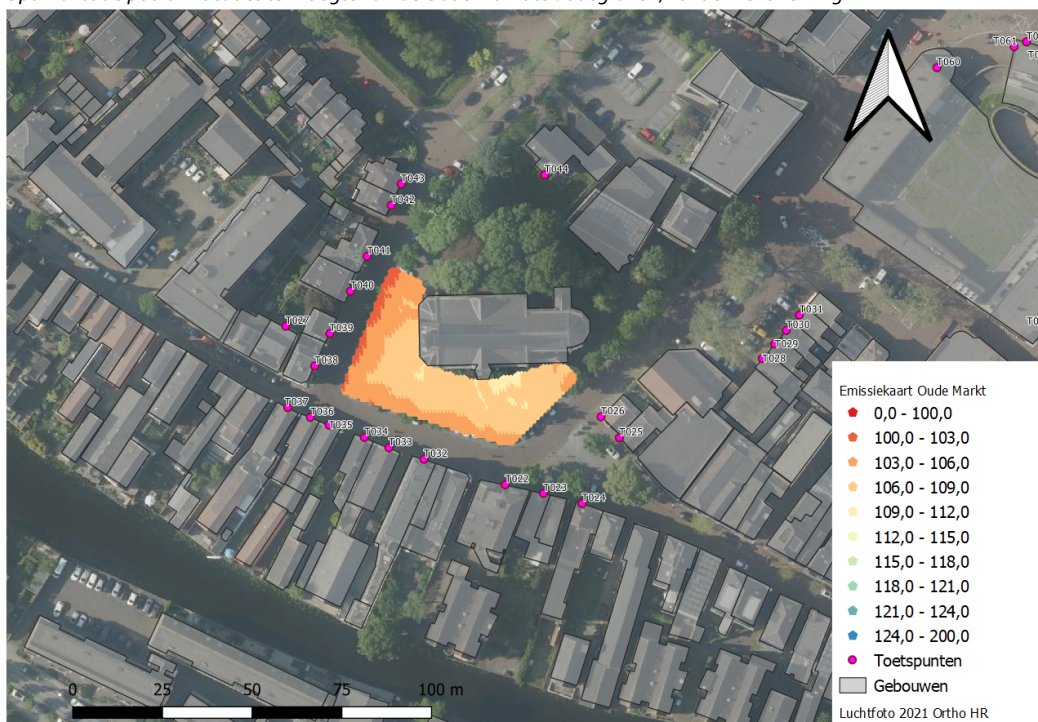 T061
T060
T043
T044
T042
T041
T040
T031
T027
T039
T030
T029
T028
T038
T037
T036
T035
T026
T034
T025
T033
T032
T022
T023
T024
Emissiekaart Oude Markt
0,0 - 100,0
100,0 - 103,0
103,0 - 106,0
106,0 - 109,0
109,0 - 112,0
112,0 - 115,0
115,0 - 118,0
118,0 - 121,0
121,0 - 124,0
124,0 - 200,0
Toetspunten
Gebouwen
Luchtfoto 2021 Ortho HR
0 25 50 75 100 m